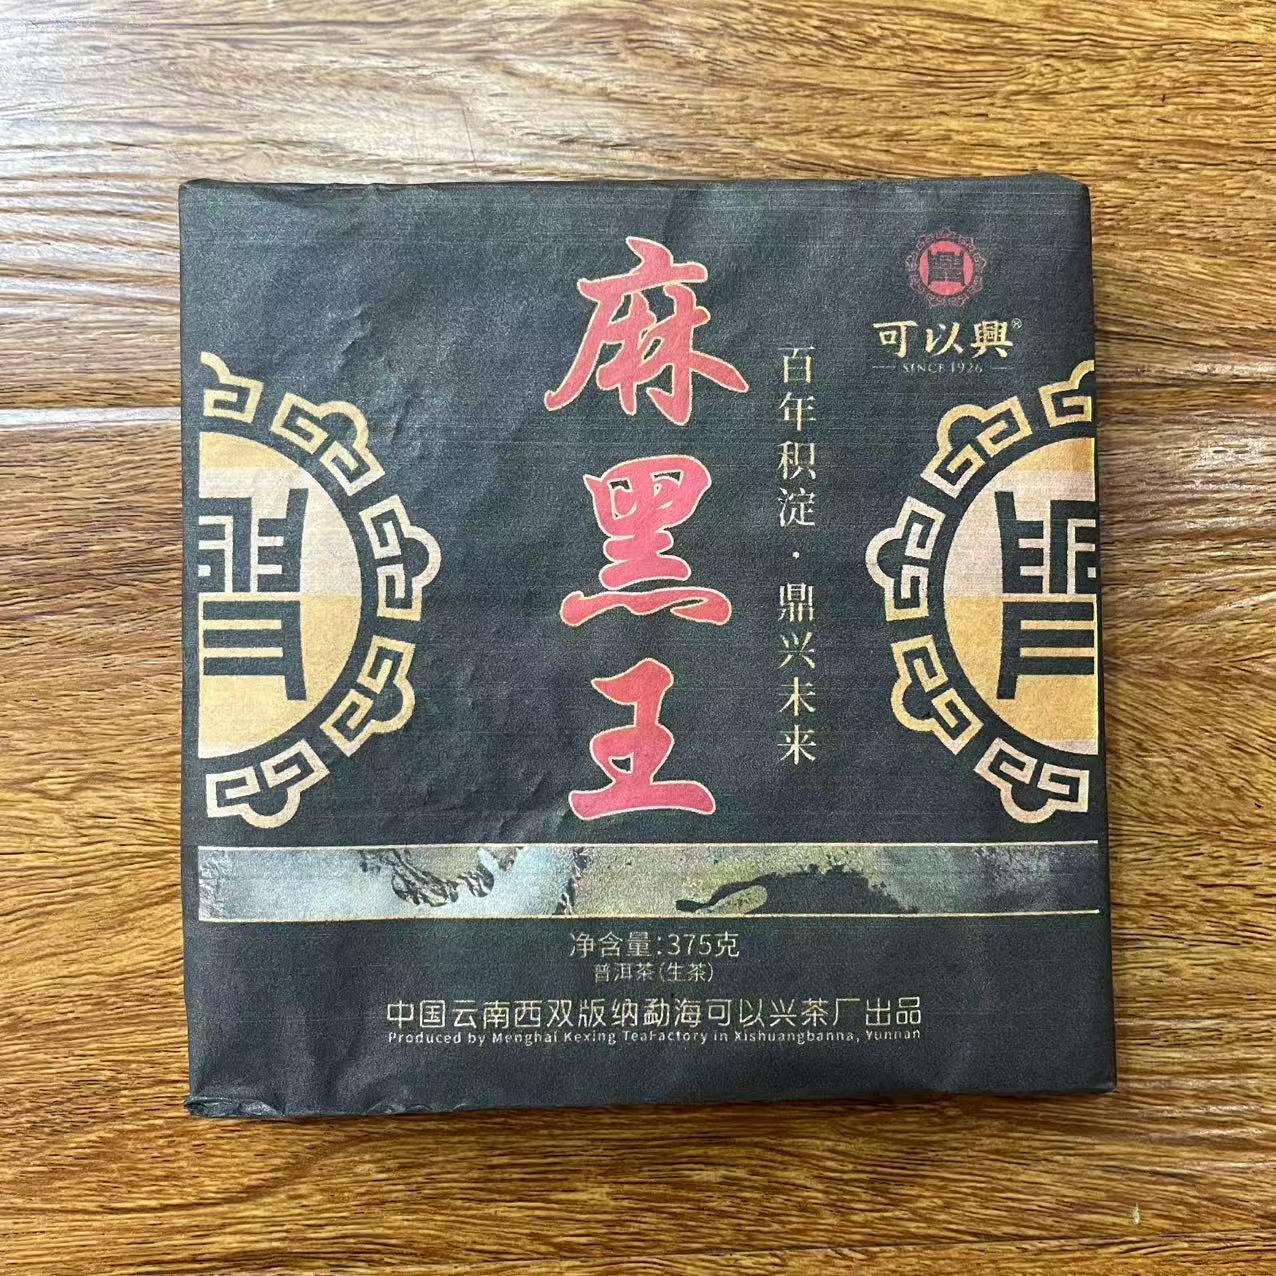 麻黑王
百年积淀·鼎兴未来
可以興®
SINCE 1926
净含量:375克
普洱茶(生茶)
中国云南西双版纳勐海可以兴茶厂出品
Produced by Menghai Kexing TeaFactory in Xishuangbanna, Yunnan